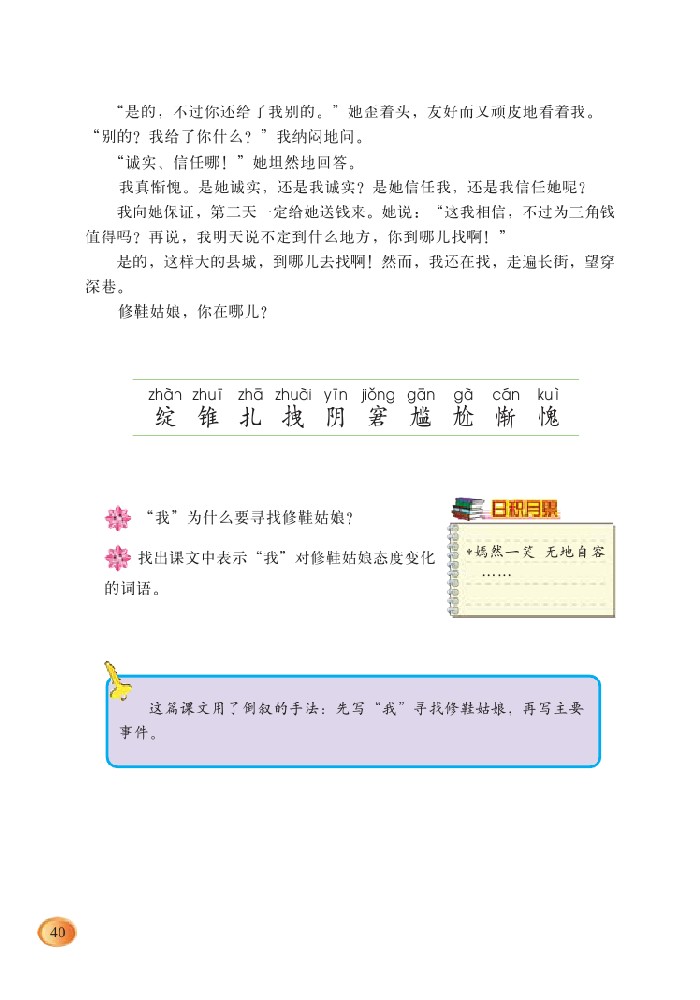 “是的，不过你还给了我别的。”她歪着头，友好而又顽皮地看着我。
“别的？我给了你什么？”我纳闷地问。
“诚实、信任哪！”她坦然地回答。
我真惭愧。是她诚实，还是我诚实？是她信任我，还是我信任她呢？
我向她保证，第二天一定给她送钱来。她说：“这我相信，不过为三角钱
值得吗？再说，我明天说不定到什么地方，你到哪儿找啊！”
是的，这样大的县城，到哪儿去找啊！然而，我还在找，走遍长街，望穿
深巷。
修鞋姑娘，你在哪儿？
zhàn zhuī zhā zhuài yīn jiǒng gān gà cán kuì
绽 锥 扎 拽 阴 窘 尴 尬 惭 愧
“我”为什么要寻找修鞋姑娘？
找出课文中表示“我”对修鞋姑娘态度变化
的词语。
日积月累
*嫣然一笑 无地自容
……
这篇课文用了倒叙的手法：先写“我”寻找修鞋姑娘，再写主要
事件。
40